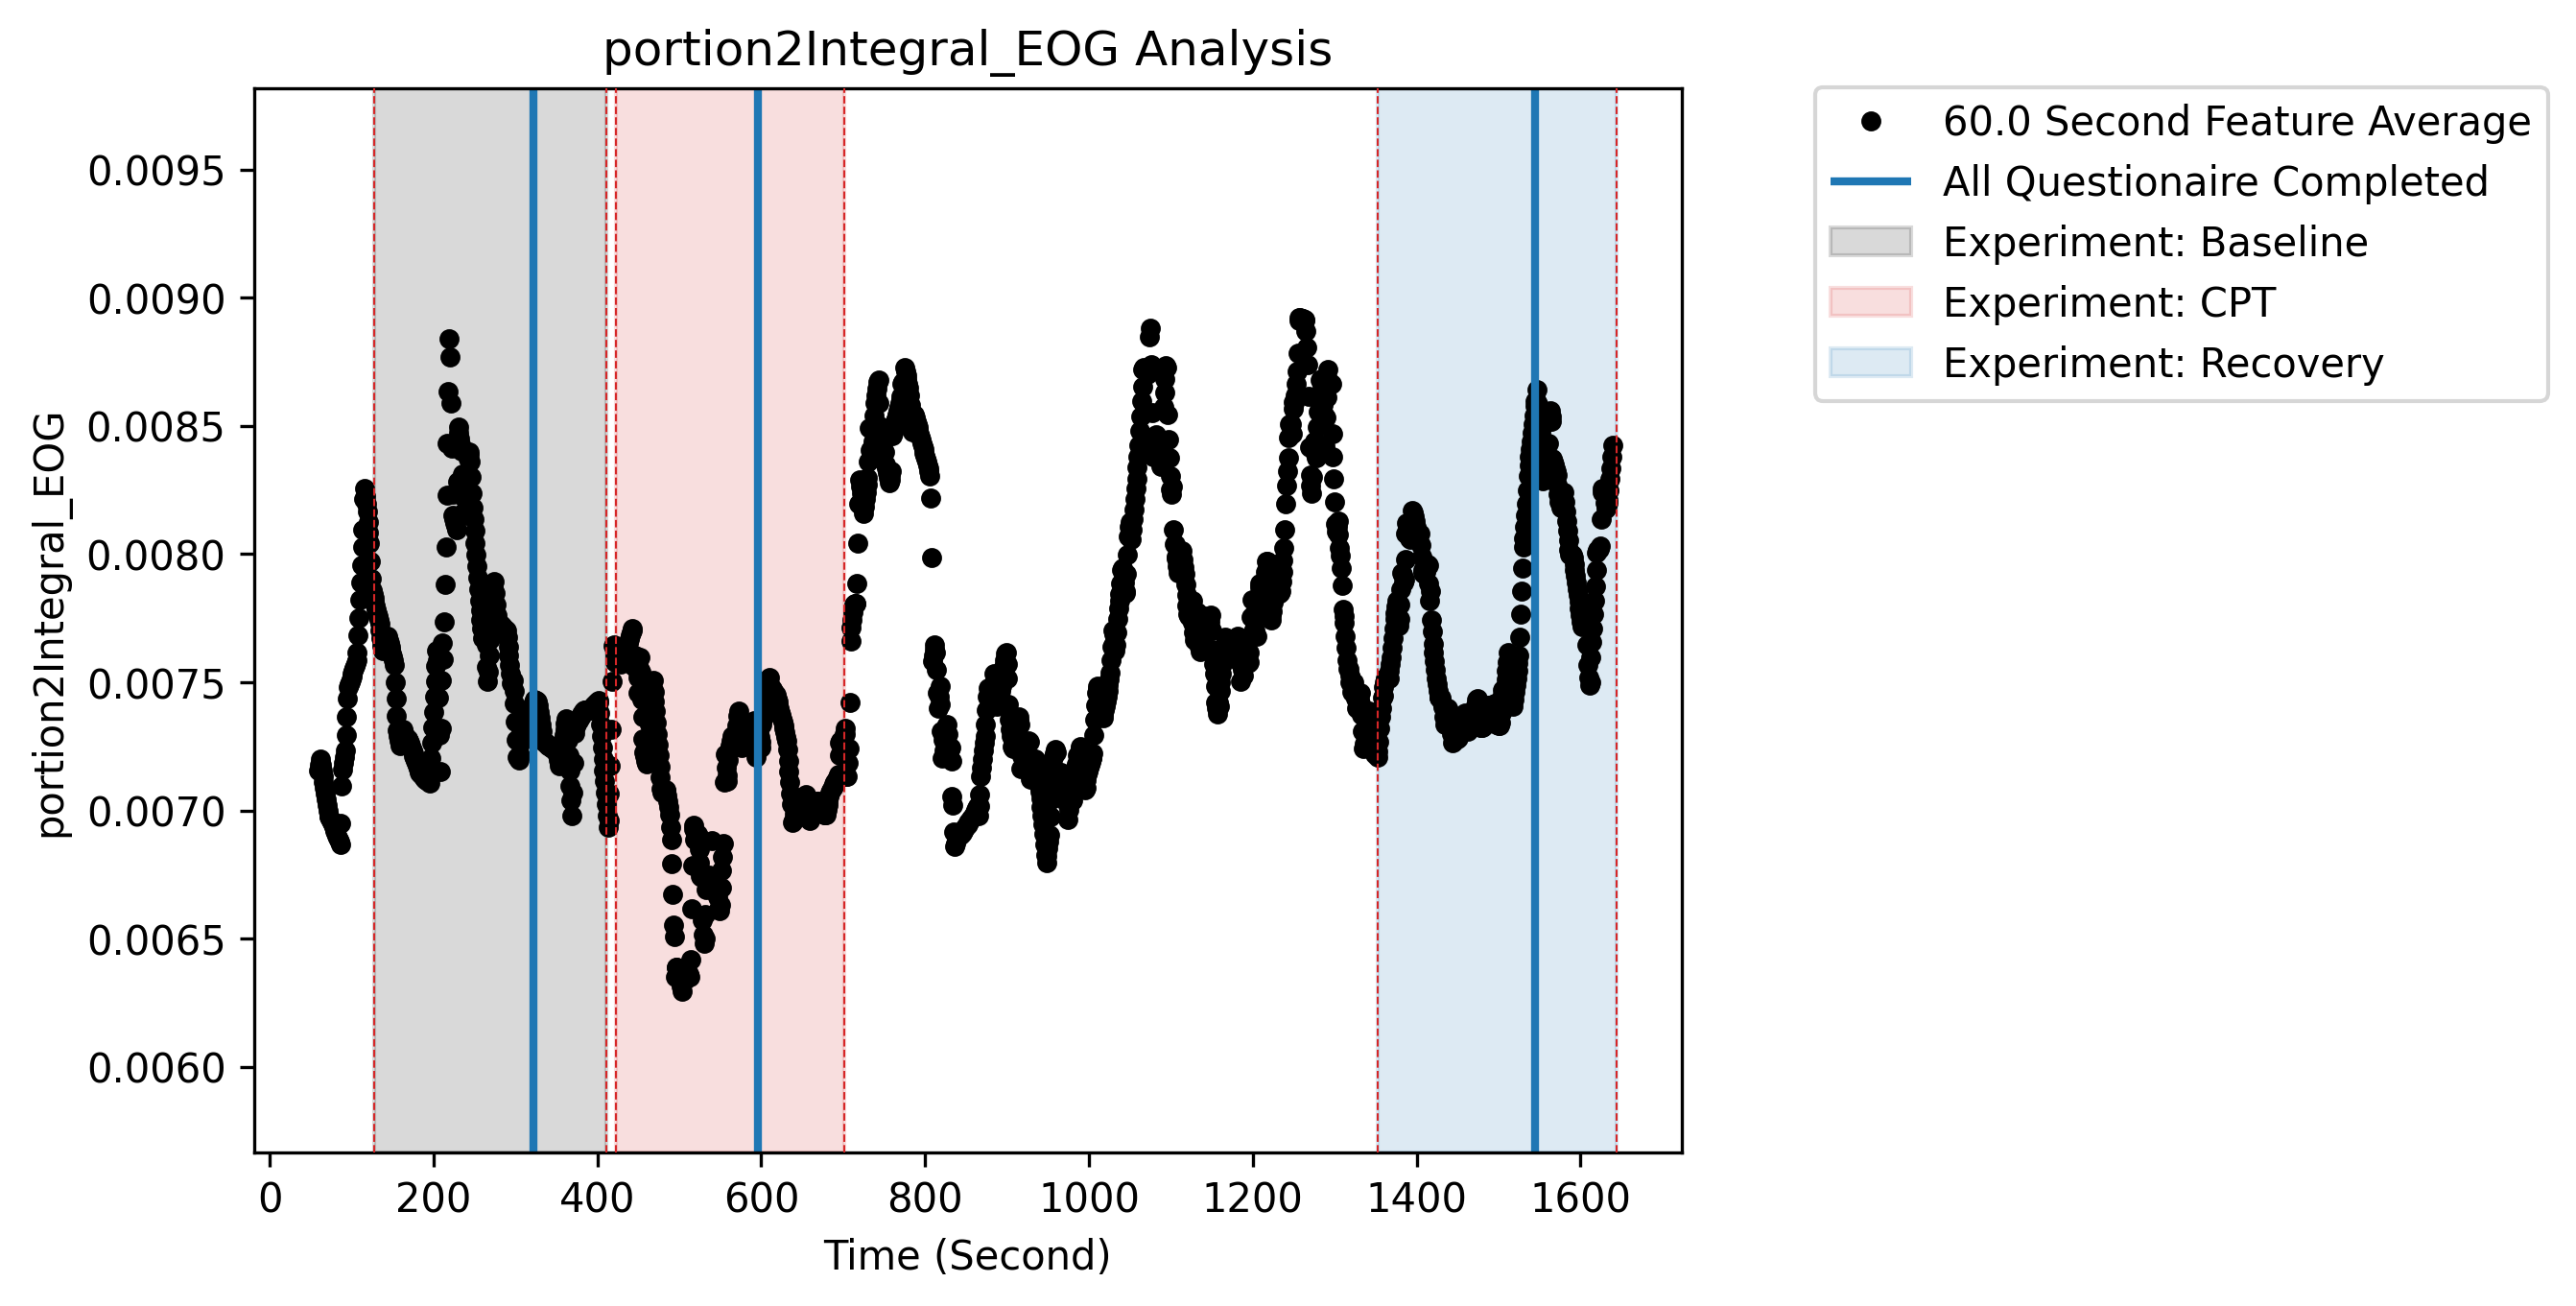 portion2Integral_EOG Analysis
60.0 Second Feature Average
All Questionaire Completed
Experiment: Baseline
Experiment: CPT
Experiment: Recovery
portion2Integral_EOG
0.0095
0.0090
0.0085
0.0080
0.0075
0.0070
0.0065
0.0060
0 200 400 600 800 1000 1200 1400 1600
Time (Second)